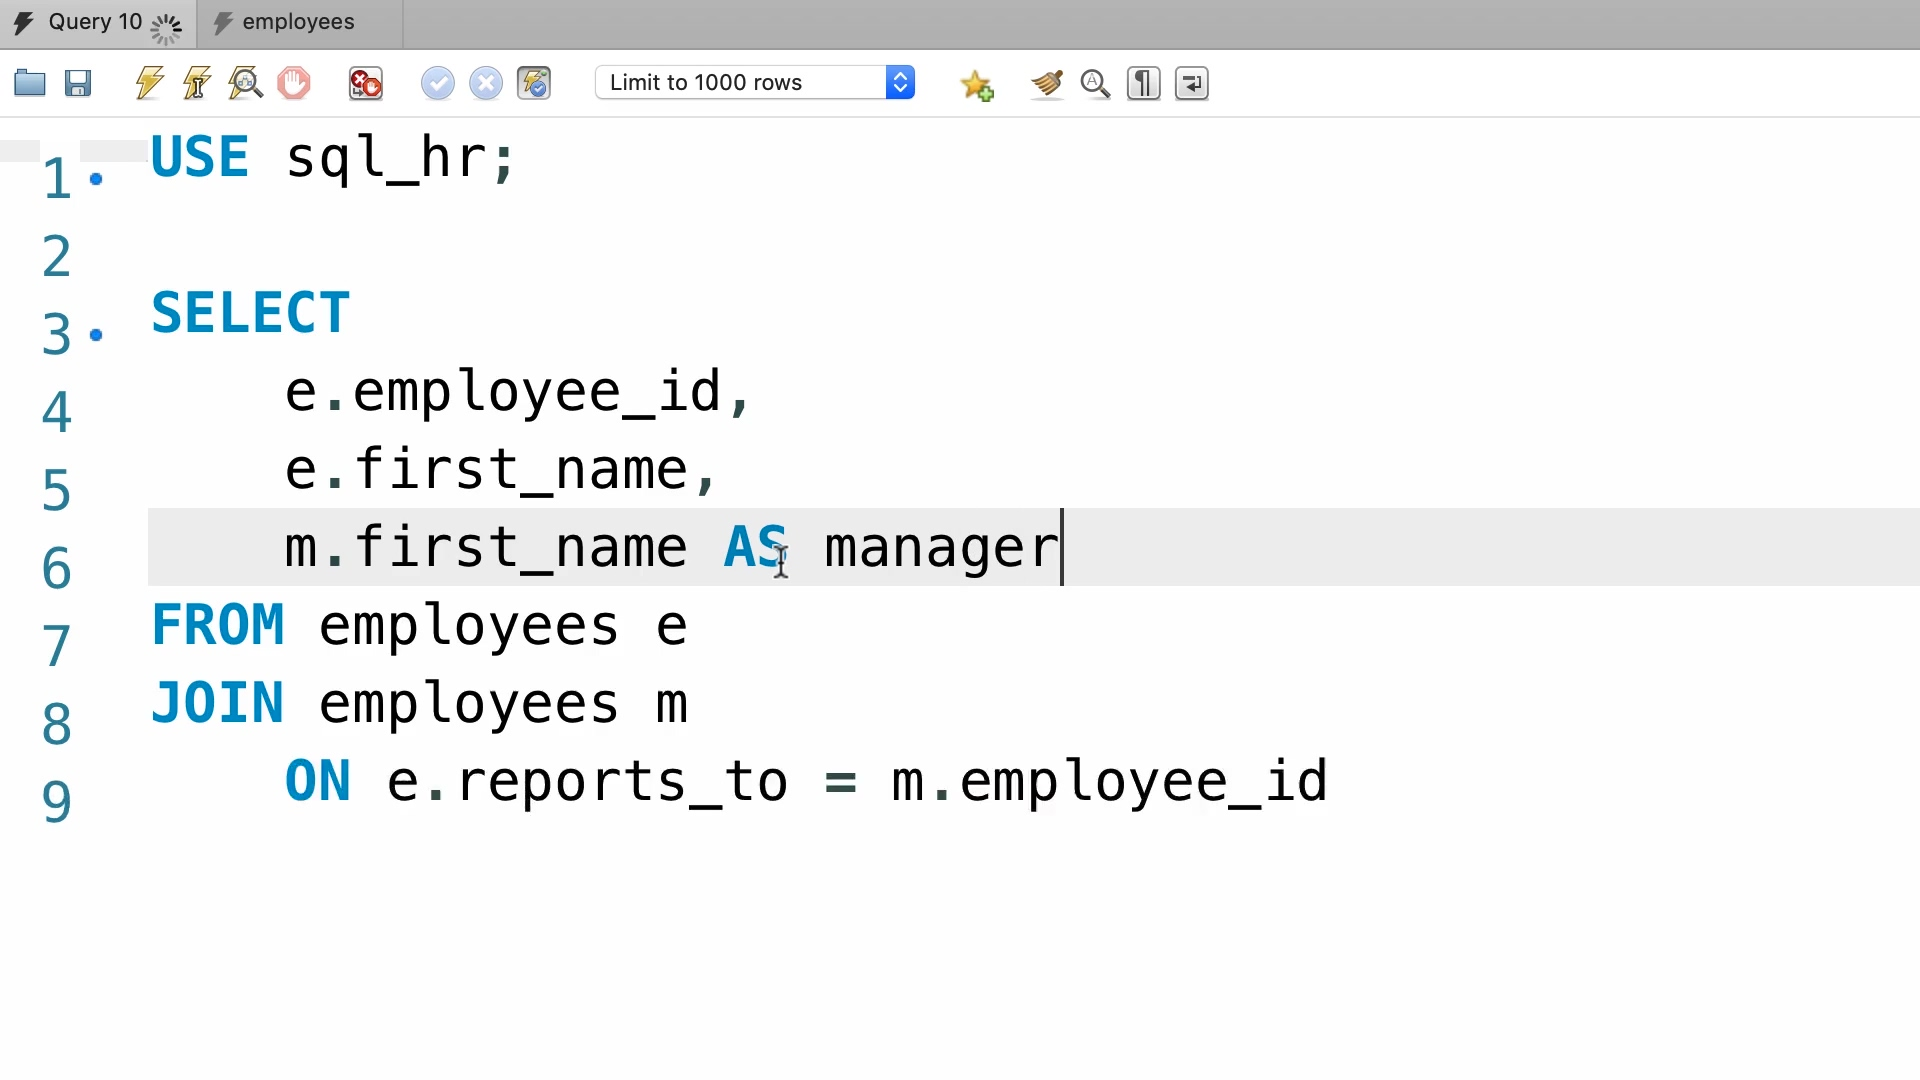 Query 10
employees
Limit to 1000 rows
1 USE sql_hr;
2
3 SELECT
4 e.employee_id,
5 e.first_name,
6 m.first_name AS manager
7 FROM employees e
8 JOIN employees m
9 ON e.reports_to = m.employee_id